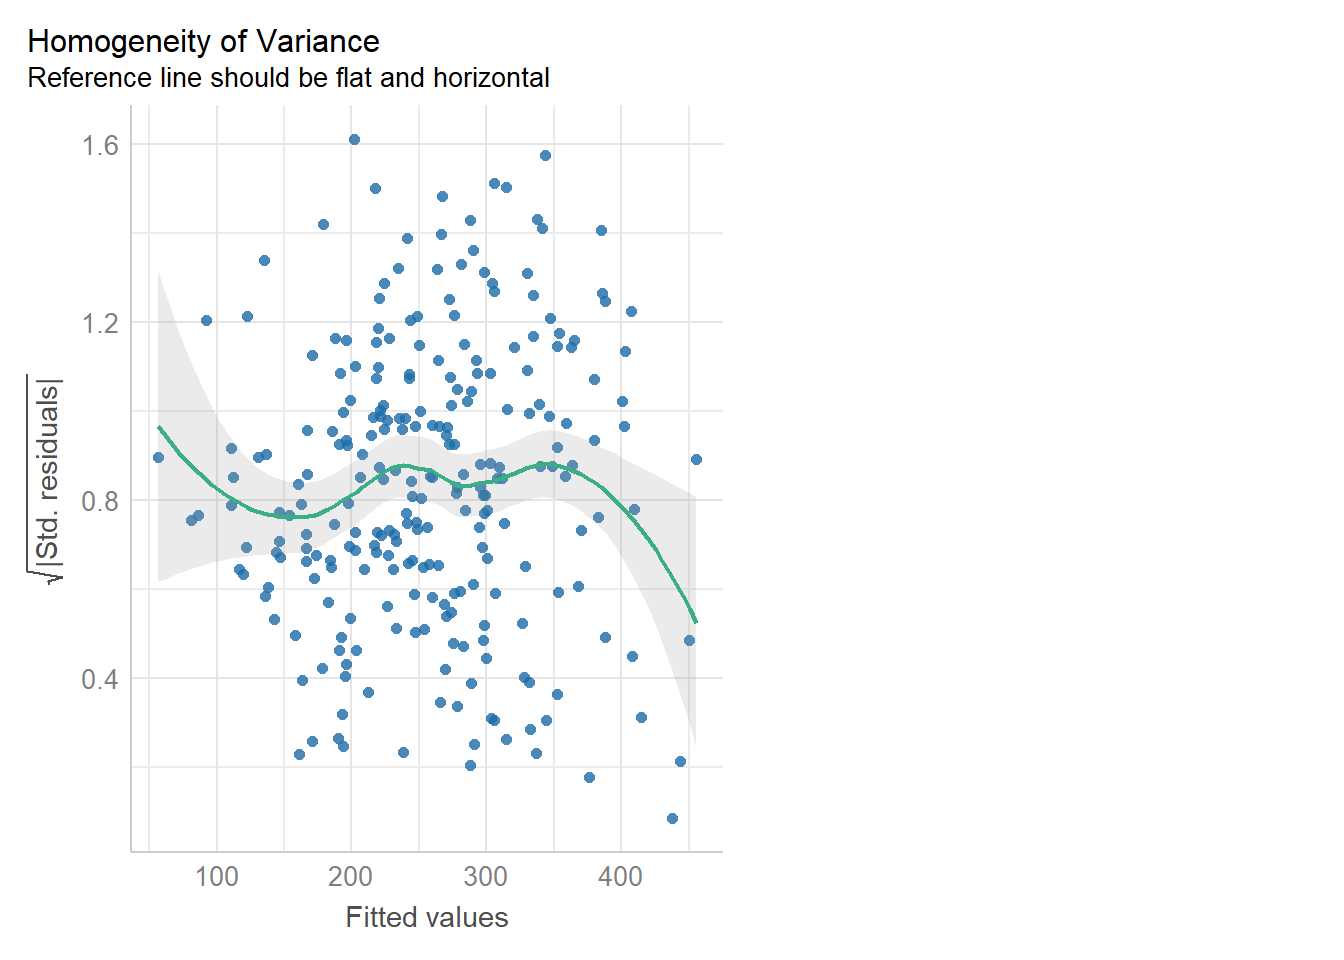 Homogeneity of Variance
Reference line should be flat and horizontal
1.6
1.2
0.8
0.4
√|Std. residuals|
100 200 300 400
Fitted values